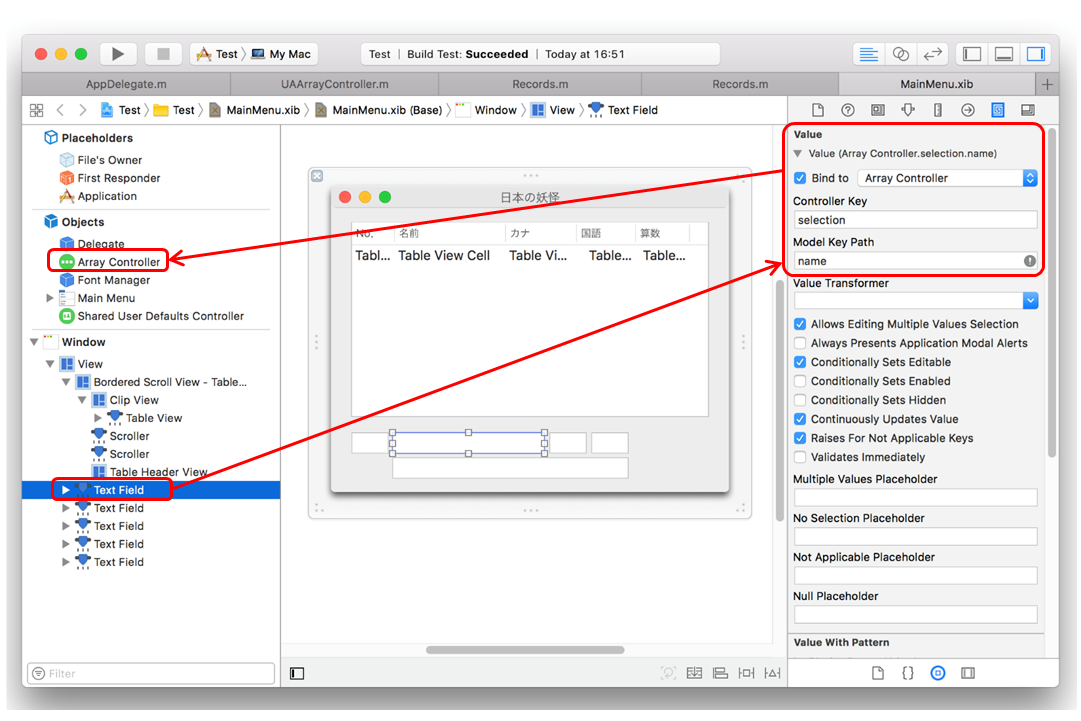 Test My Mac Test | Build Test: Succeeded | Today at 16:51
AppDelegate.m UAArrayController.m Records.m Records.m MainMenu.xib +
Test Test MainMenu.xib MainMenu.xib (Base) Window View Text Field
Placeholders
File's Owner
First Responder
Application
Objects
Delegate
Array Controller
Font Manager
Main Menu
Shared User Defaults Controller
Window
View
Bordered Scroll View - Table...
Clip View
Table View
Scroller
Scroller
Table Header View
Text Field
Text Field
Text Field
Text Field
Text Field
Filter
日本の妖怪
No. 名前 カナ 国語 算数
Tabl... Table View Cell Table Vi... Table... Table...
Value
Value (Array Controller.selection.name)
Bind to Array Controller
Controller Key
selection
Model Key Path
name
Value Transformer
Allows Editing Multiple Values Selection
Always Presents Application Modal Alerts
Conditionally Sets Editable
Conditionally Sets Enabled
Conditionally Sets Hidden
Continuously Updates Value
Raises For Not Applicable Keys
Validates Immediately
Multiple Values Placeholder
No Selection Placeholder
Not Applicable Placeholder
Null Placeholder
Value With Pattern